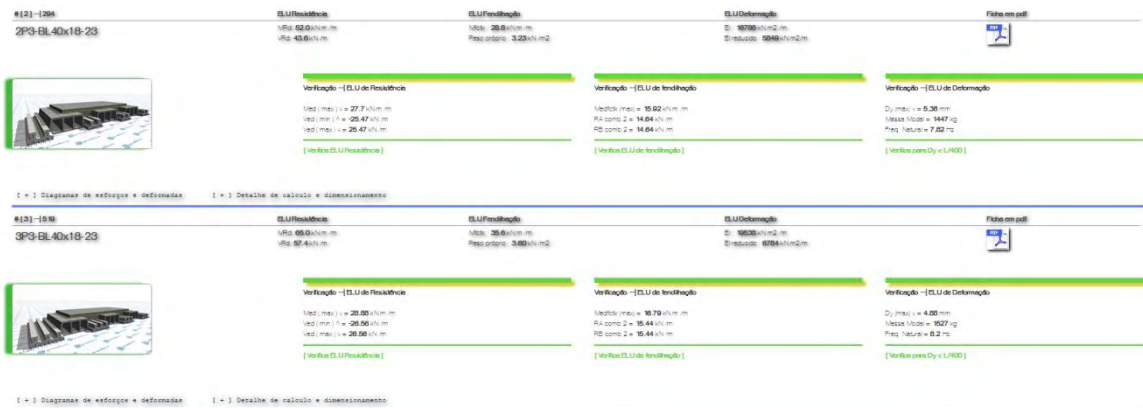 #[2]--[294 ELU Resistência ELU Fendilhação ELU Deformação Ficha em pdf
2P3-BL40x18-23
MRd: 52.0 kN.m /m Mfctk : 28.8 kN.m /m EI : 18786 kN.m2 /m
VRd: 43.6 kN /m Peso próprio : 3.23 kN /m2 EI reduzido : 5849 kN.m2/m
Verificação --| ELU de Resistência Verificação --| ELU de fendilhação Verificação --| ELU de Deformação
Med ( max ) v = 27.7 kN.m /m Medfctk (max) = 15.92 kN.m /m Dy (max) v = 5.36 mm
Ved ( min ) ^ = -25.47 kN /m RA comb 2 = 14.64 kN /m Massa Modal = 1447 kg
Ved ( max ) v = 25.47 kN /m RB comb 2 = 14.64 kN /m Freq. Natural = 7.82 Hz
[ Verifica ELU Resistência ] [ Verifica ELU de fendilhação ] [ Verifica para Dy < L/400 ]
[ + ] Diagramas de esforços e deformadas [ + ] Detalhe de calculo e dimensionamento
#[3]--[519 ELU Resistência ELU Fendilhação ELU Deformação Ficha em pdf
3P3-BL40x18-23
MRd: 65.0 kN.m /m Mfctk : 35.6 kN.m /m EI : 19538 kN.m2 /m
VRd: 57.4 kN /m Peso próprio : 3.60 kN /m2 EI reduzido : 6784 kN.m2/m
Verificação --| ELU de Resistência Verificação --| ELU de fendilhação Verificação --| ELU de Deformação
Med ( max ) v = 28.88 kN.m /m Medfctk (max) = 16.79 kN.m /m Dy (max) v = 4.88 mm
Ved ( min ) ^ = -26.56 kN /m RA comb 2 = 15.44 kN /m Massa Modal = 1527 kg
Ved ( max ) v = 26.56 kN /m RB comb 2 = 15.44 kN /m Freq. Natural = 8.2 Hz
[ Verifica ELU Resistência ] [ Verifica ELU de fendilhação ] [ Verifica para Dy < L/400 ]
[ + ] Diagramas de esforços e deformadas [ + ] Detalhe de calculo e dimensionamento